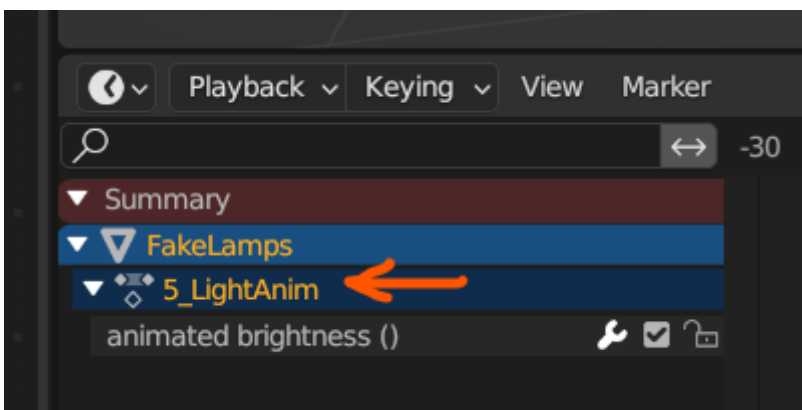 Playback Keying View Marker
-30
Summary
FakeLamps
5_LightAnim
animated brightness ()